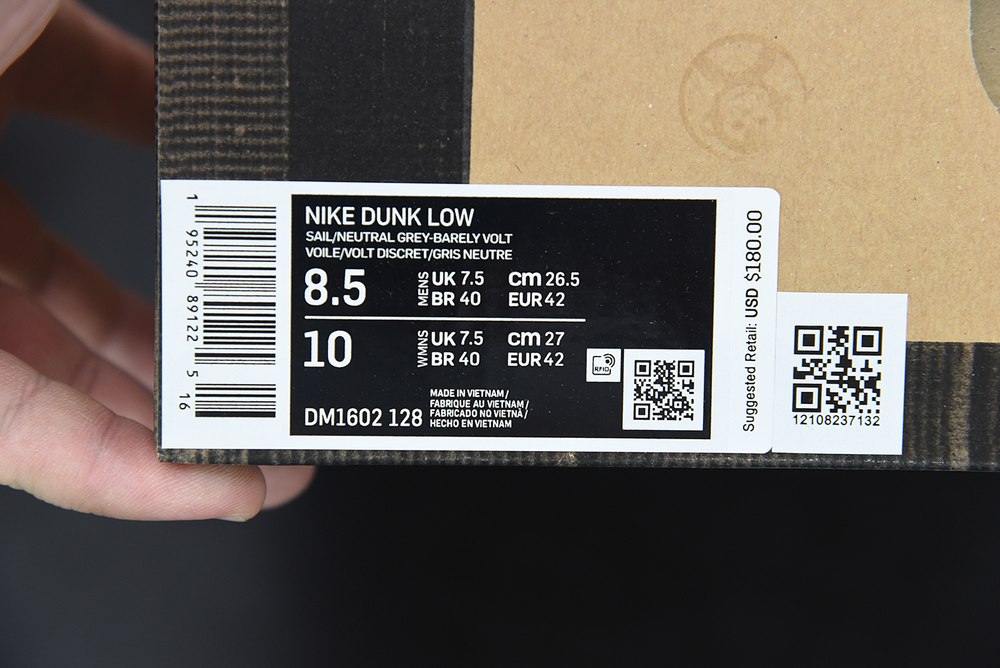 NIKE DUNK LOW
SAIL/NEUTRAL GREY-BARELY VOLT
VOILE/VOLT DISCRET/GRIS NEUTRE
8.5 MENS UK 7.5 cm 26.5
BR 40 EUR 42
10 WMNS UK 7.5 cm 27
BR 40 EUR 42
RFID
MADE IN VIETNAM /
FABRIQUE AU VIETNAM /
FABRICADO NO VIETNÃ /
HECHO EN VIETNAM
DM1602 128
1 95240 89122 5 16
Suggested Retail: USD $180.00
12108237132